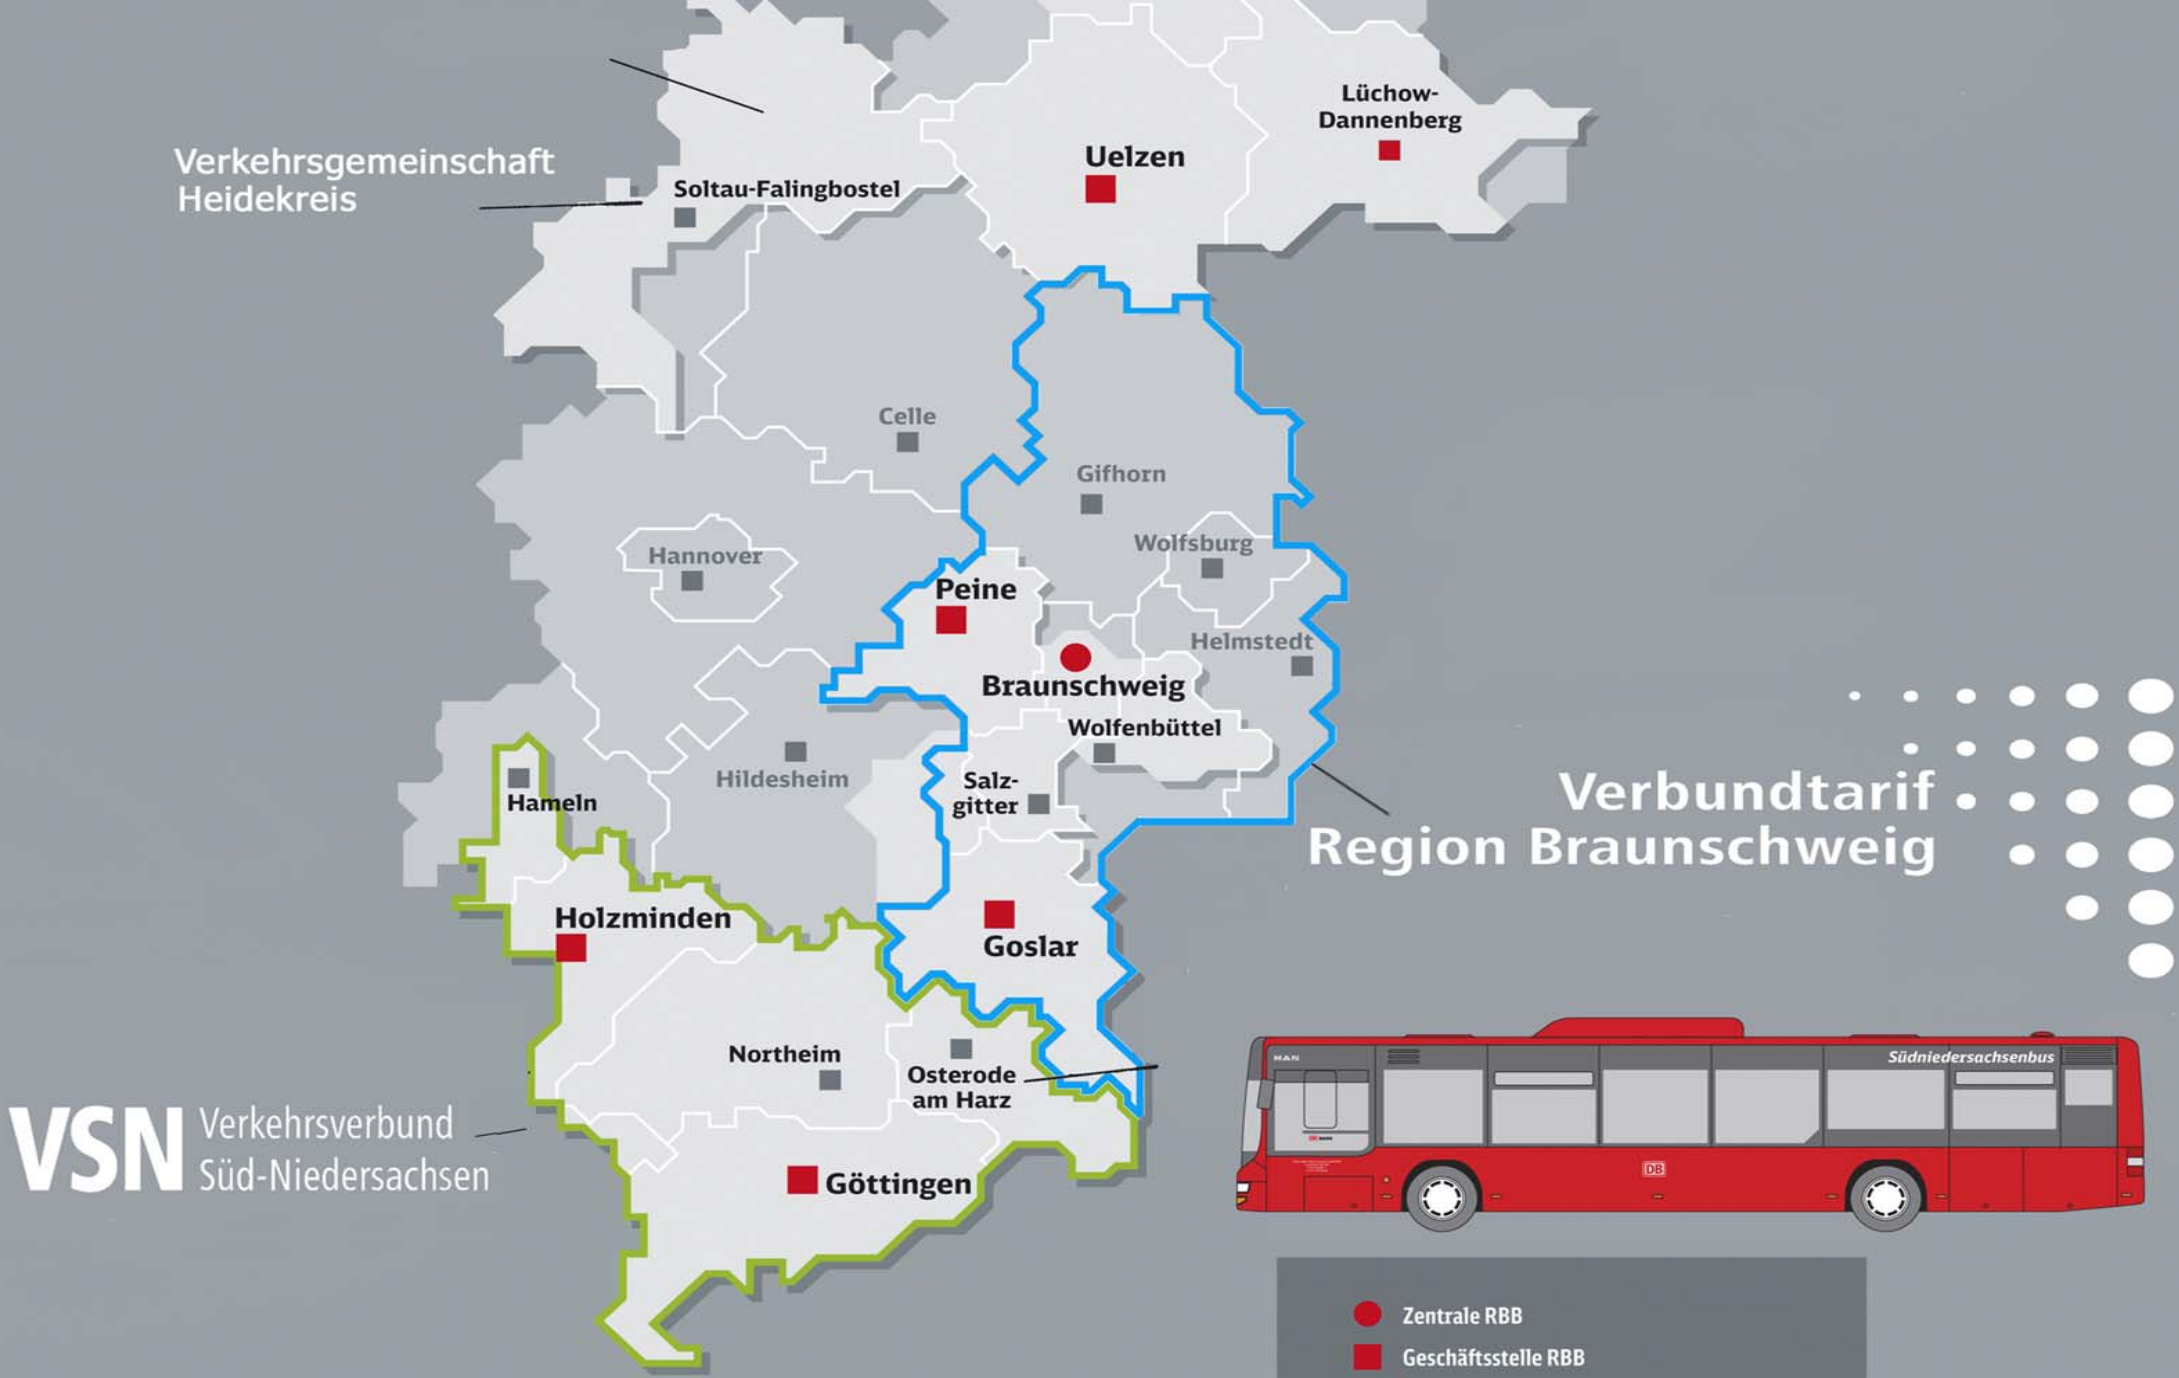 Lüchow-
Dannenberg
Uelzen
Verkehrsgemeinschaft
Heidekreis
Soltau-Falingbostel
Celle
Gifhorn
Wolfsburg
Hannover
Peine
Helmstedt
Braunschweig
Wolfenbüttel
Hildesheim
Salz-
gitter
Hameln
Verbundtarif
Region Braunschweig
Holzminden
Goslar
Northeim
Osterode
am Harz
MAN
Südniedersachsenbus
VSN
Verkehrsverbund
Süd-Niedersachsen
Göttingen
DB
Zentrale RBB
Geschäftsstelle RBB